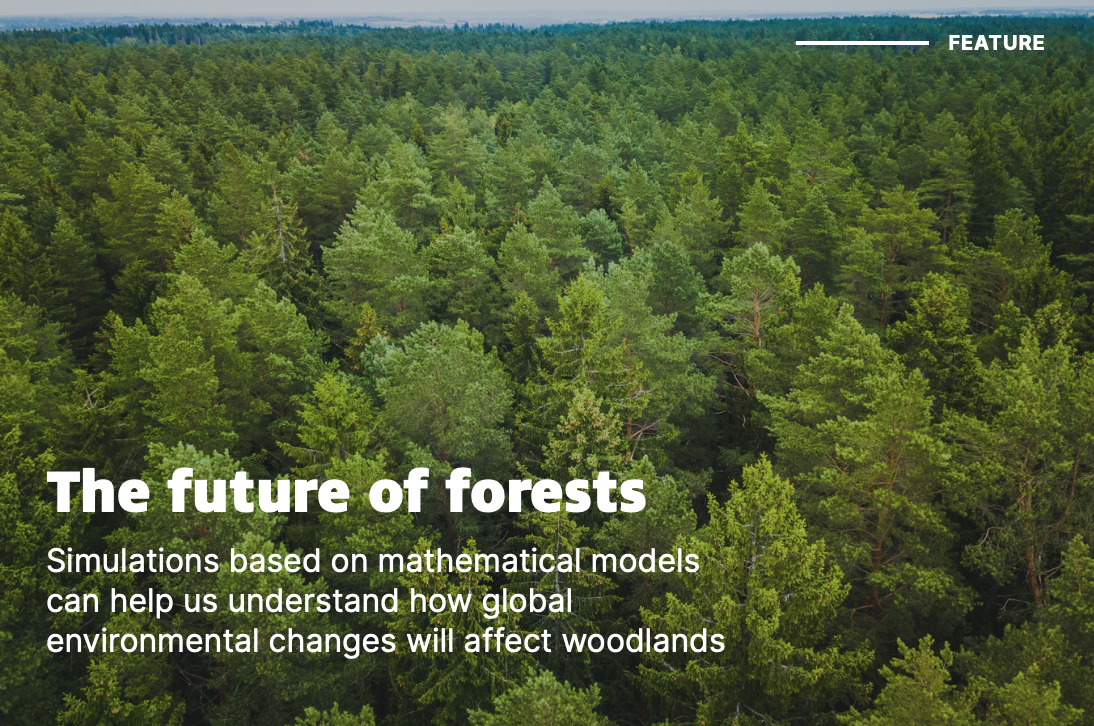 FEATURE
The future of forests
Simulations based on mathematical models
can help us understand how global
environmental changes will affect woodlands